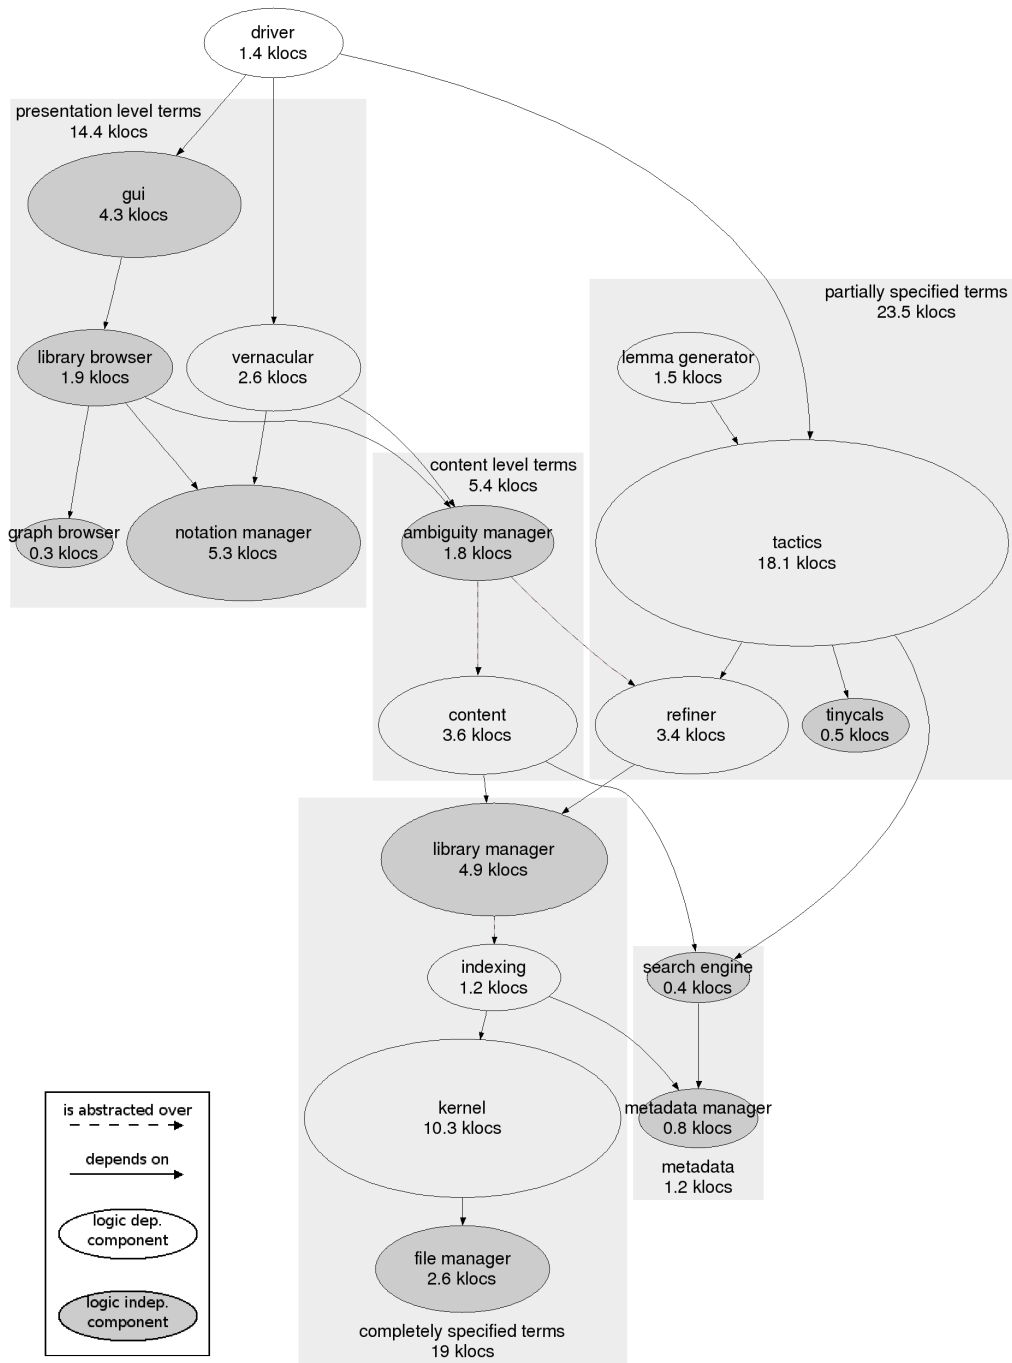 driver
1.4 klocs
presentation level terms
14.4 klocs
gui
4.3 klocs
partially specified terms
23.5 klocs
library browser
1.9 klocs
vernacular
2.6 klocs
lemma generator
1.5 klocs
content level terms
5.4 klocs
graph browser
0.3 klocs
notation manager
5.3 klocs
ambiguity manager
1.8 klocs
tactics
18.1 klocs
content
3.6 klocs
refiner
3.4 klocs
tinycals
0.5 klocs
library manager
4.9 klocs
indexing
1.2 klocs
search engine
0.4 klocs
kernel
10.3 klocs
metadata manager
0.8 klocs
metadata
1.2 klocs
file manager
2.6 klocs
completely specified terms
19 klocs
is abstracted over
depends on
logic dep.
component
logic indep.
component